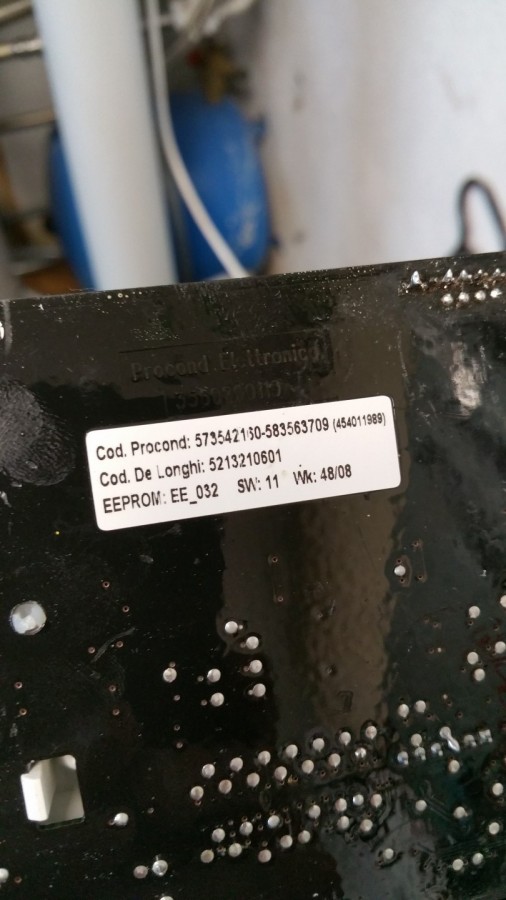 Procond Elettronica
Cod. Procond: 573542160-583563709 (454011989)
Cod. De Longhi: 5213210601
EEPROM: EE_032 SW: 11 Wk: 48/08